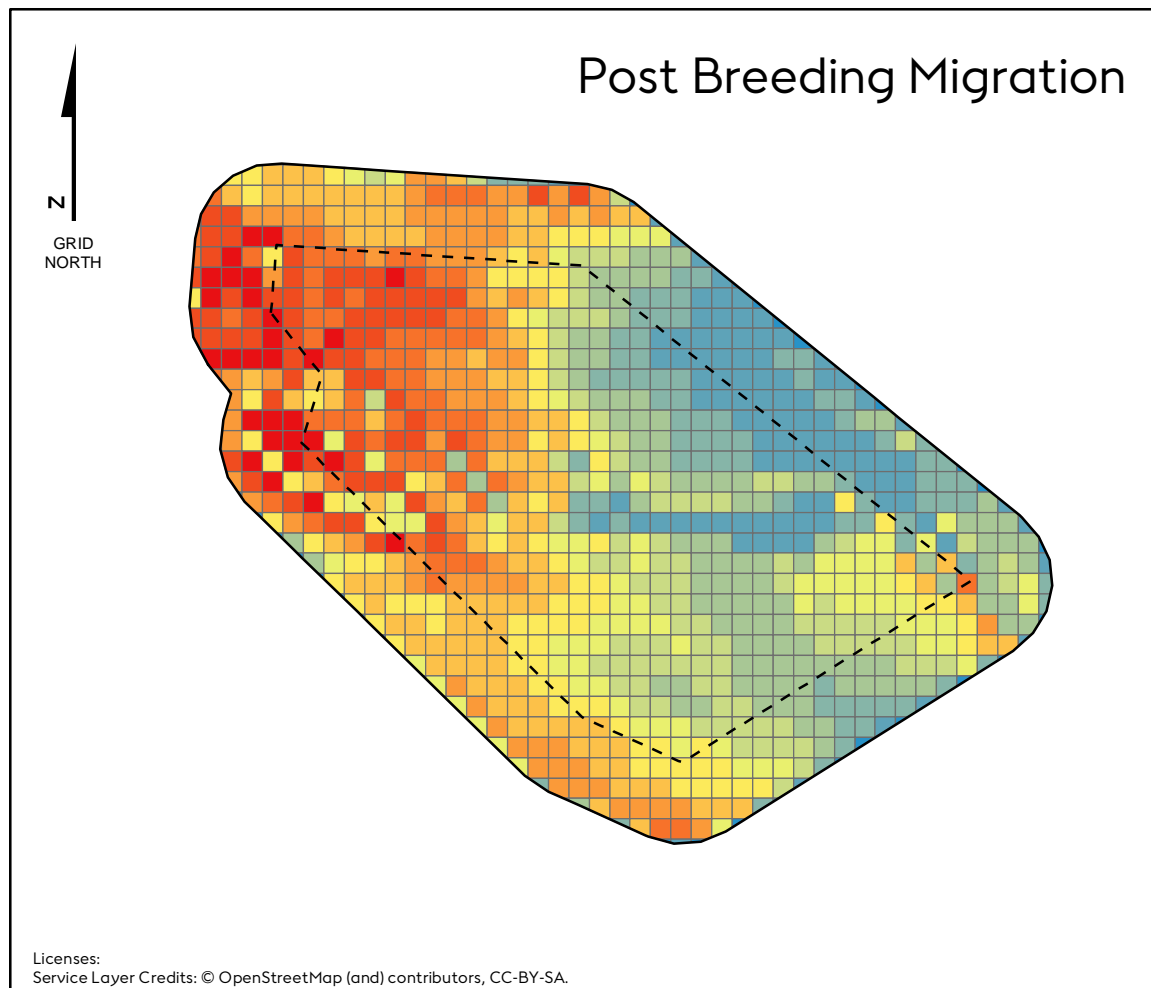 Post Breeding Migration
N
GRID
NORTH
Licenses:
Service Layer Credits: © OpenStreetMap (and) contributors, CC-BY-SA.